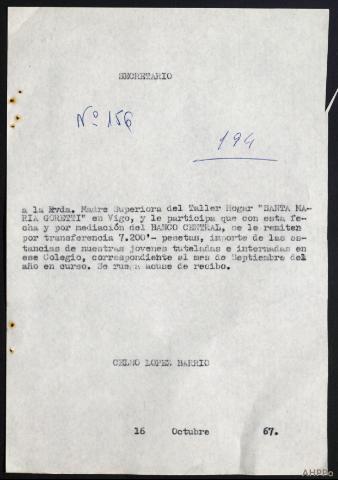 SECRETARIO
Nº 156
194
a la Rvda. Madre Superiora del Taller Hogar "SANTA MA-
RIA GORETTI" en Vigo, y le participa que con esta fe-
cha y por mediación del BANCO CENTRAL, se le remiten
por transferencia 7.200'- pesetas, importe de las es-
tancias de nuestras jovenes tuteladas e internadas en
ese Colegio, correspondiente al mes de Septiembre del
año en curso. Se ruega acuse de recibo.
CELSO LOPEZ BARRIO
16 Octubre 67.
AHPPo